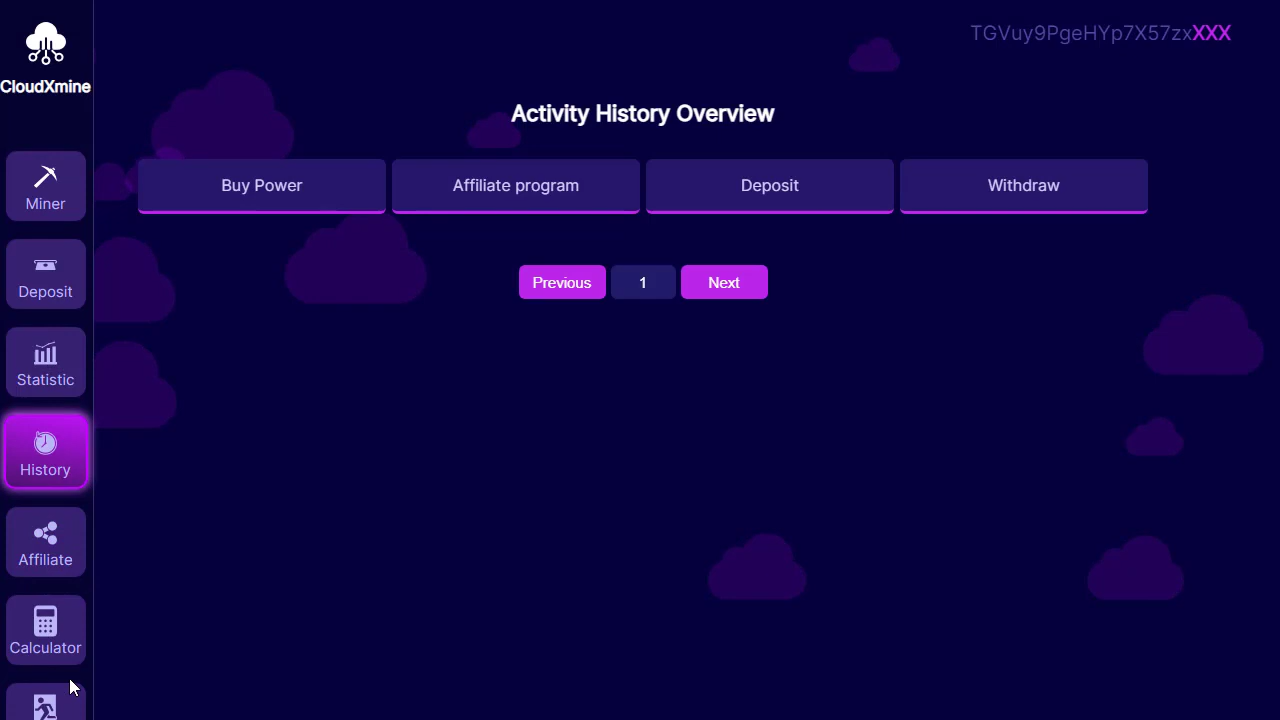 TGVuy9PgeHYp7X57zxXXX
CloudXmine
Activity History Overview
Buy Power
Affiliate program
Deposit
Withdraw
Miner
Previous
1
Next
Deposit
Statistic
History
Affiliate
Calculator